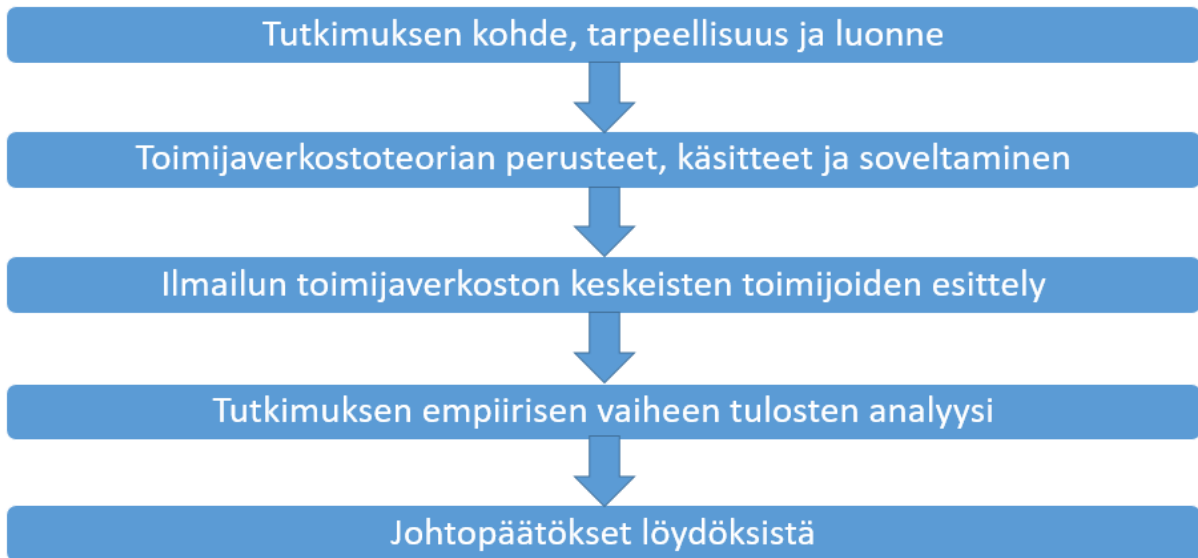 Tutkimuksen kohde, tarpeellisuus ja luonne
Toimijaverkostoteorian perusteet, käsitteet ja soveltaminen
Ilmailun toimijaverkoston keskeisten toimijoiden esittely
Tutkimuksen empiirisen vaiheen tulosten analyysi
Johtopäätökset löydöksistä